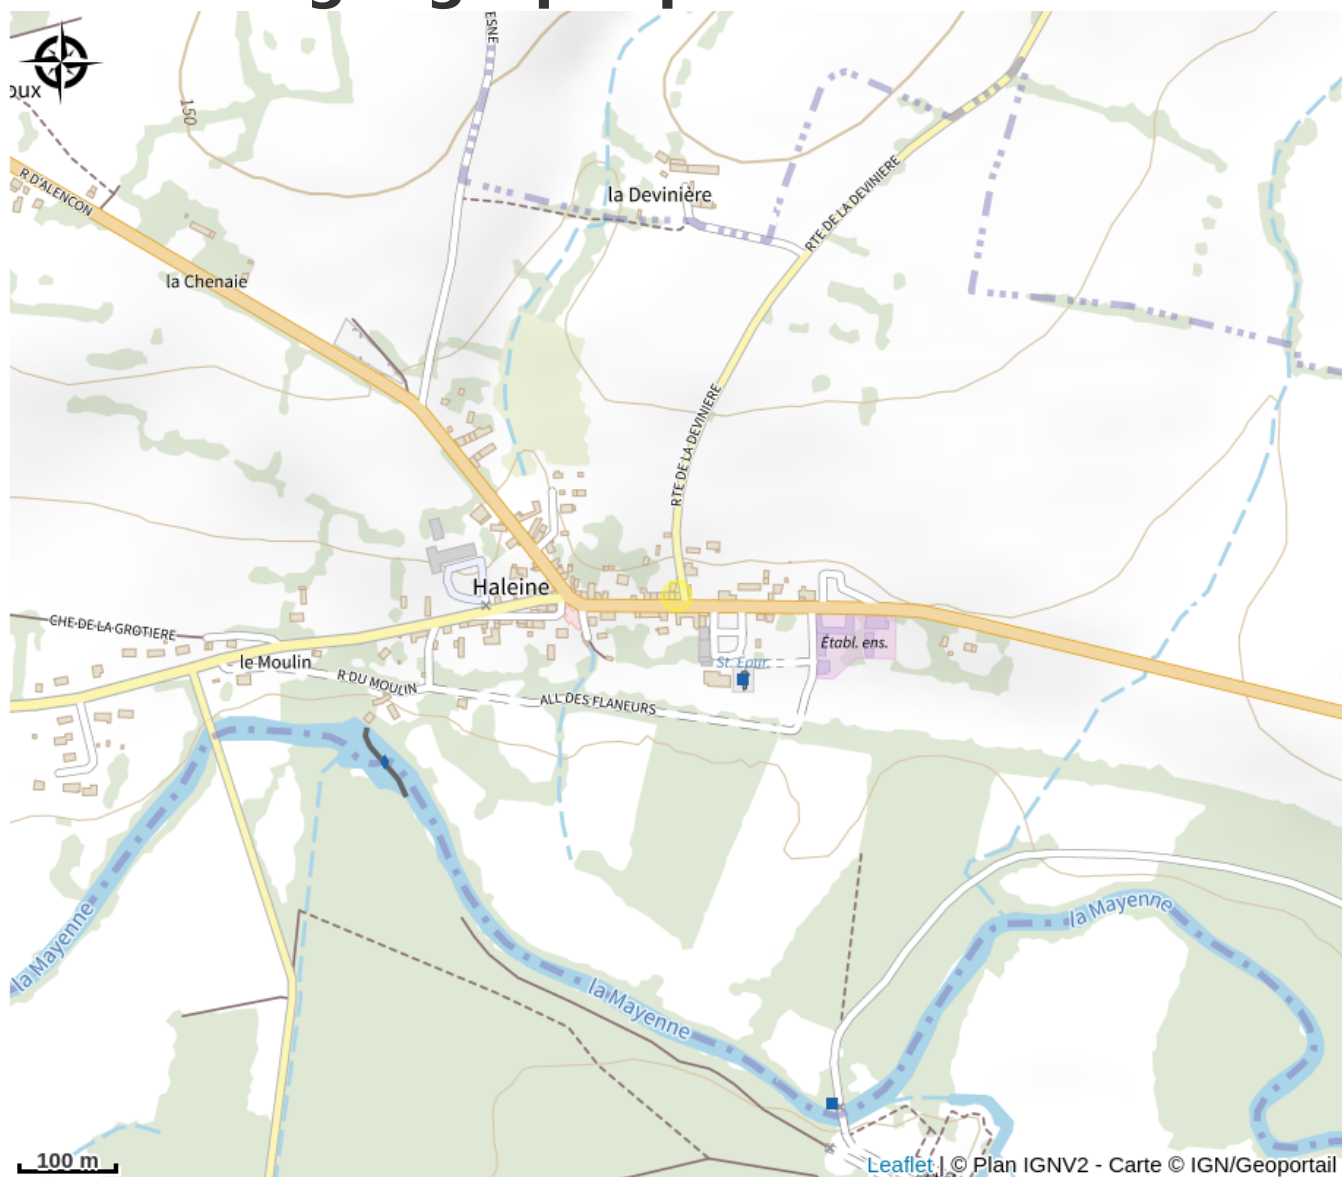 ESNE
oux
150
R D'ALENCON
la Devinière
RTE DE LA DEVINIERE
la Chenaie
RTE DE LA DEVINIERE
Haleine
CHE DE LA GROTIERE
Établ. ens.
le Moulin
St. Épur.
R DU MOULIN
ALL DES FLANEURS
la Mayenne
la Mayenne
la Mayenne
100 m
Leaflet | © Plan IGNV2 - Carte © IGN/Geoportail